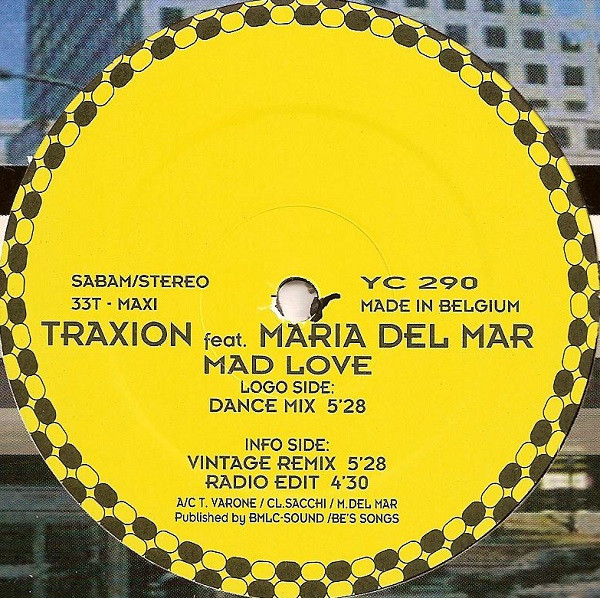 SABAM/STEREO
YC 290
33T - MAXI
MADE IN BELGIUM
TRAXION feat. MARIA DEL MAR
MAD LOVE
LOGO SIDE:
DANCE MIX 5'28
INFO SIDE:
VINTAGE REMIX 5'28
RADIO EDIT 4'30
A/C T. VARONE / CL.SACCHI / M.DEL MAR
Published by BMLC-SOUND /BE'S SONGS